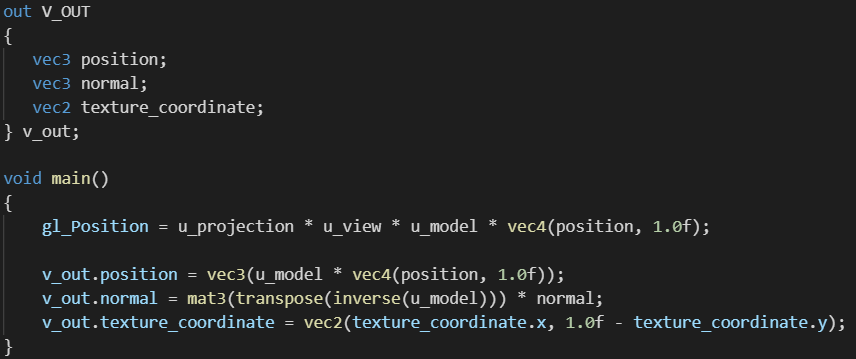 out V_OUT
{
vec3 position;
vec3 normal;
vec2 texture_coordinate;
} v_out;
void main()
{
gl_Position = u_projection * u_view * u_model * vec4(position, 1.0f);
v_out.position = vec3(u_model * vec4(position, 1.0f));
v_out.normal = mat3(transpose(inverse(u_model))) * normal;
v_out.texture_coordinate = vec2(texture_coordinate.x, 1.0f - texture_coordinate.y);
}